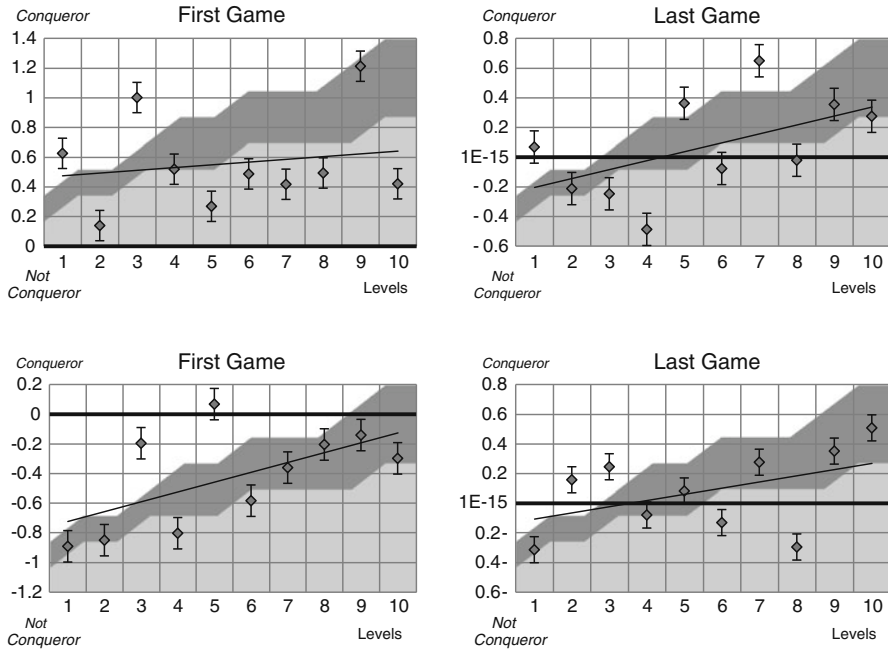 Conqueror
First Game
1.4
1.2
1
0.8
0.6
0.4
0.2
0
1 2 3 4 5 6 7 8 9 10
Not
Conqueror
Levels
Conqueror
Last Game
0.8
0.6
0.4
0.2
1E-15
- 0.2
- 0.4
- 0.6
1 2 3 4 5 6 7 8 9 10
Not
Conqueror
Levels
Conqueror
First Game
0.2
0
-0.2
-0.4
-0.6
-0.8
-1
-1.2
1 2 3 4 5 6 7 8 9 10
Not
Conqueror
Levels
Conqueror
Last Game
0.8
0.6
0.4
0.2
1E-15
0.2-
0.4-
0.6-
1 2 3 4 5 6 7 8 9 10
Not
Conqueror
Levels